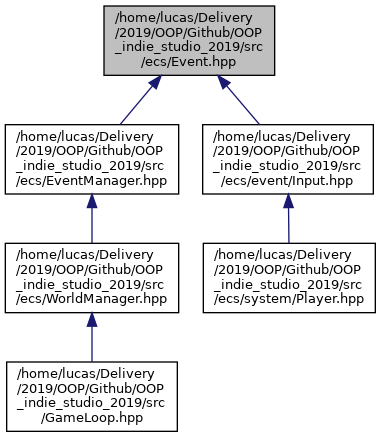 /home/lucas/Delivery
/2019/OOP/Github/OOP
_indie_studio_2019/src
/ecs/Event.hpp
/home/lucas/Delivery
/2019/OOP/Github/OOP
_indie_studio_2019/src
/ecs/EventManager.hpp
/home/lucas/Delivery
/2019/OOP/Github/OOP
_indie_studio_2019/src
/ecs/event/Input.hpp
/home/lucas/Delivery
/2019/OOP/Github/OOP
_indie_studio_2019/src
/ecs/WorldManager.hpp
/home/lucas/Delivery
/2019/OOP/Github/OOP
_indie_studio_2019/src
/ecs/system/Player.hpp
/home/lucas/Delivery
/2019/OOP/Github/OOP
_indie_studio_2019/src
/GameLoop.hpp